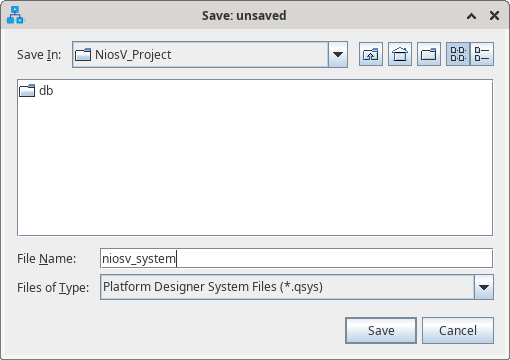 Save: unsaved
Save In: NiosV_Project
db
File Name: niosv_system
Files of Type: Platform Designer System Files (*.qsys)
Save Cancel